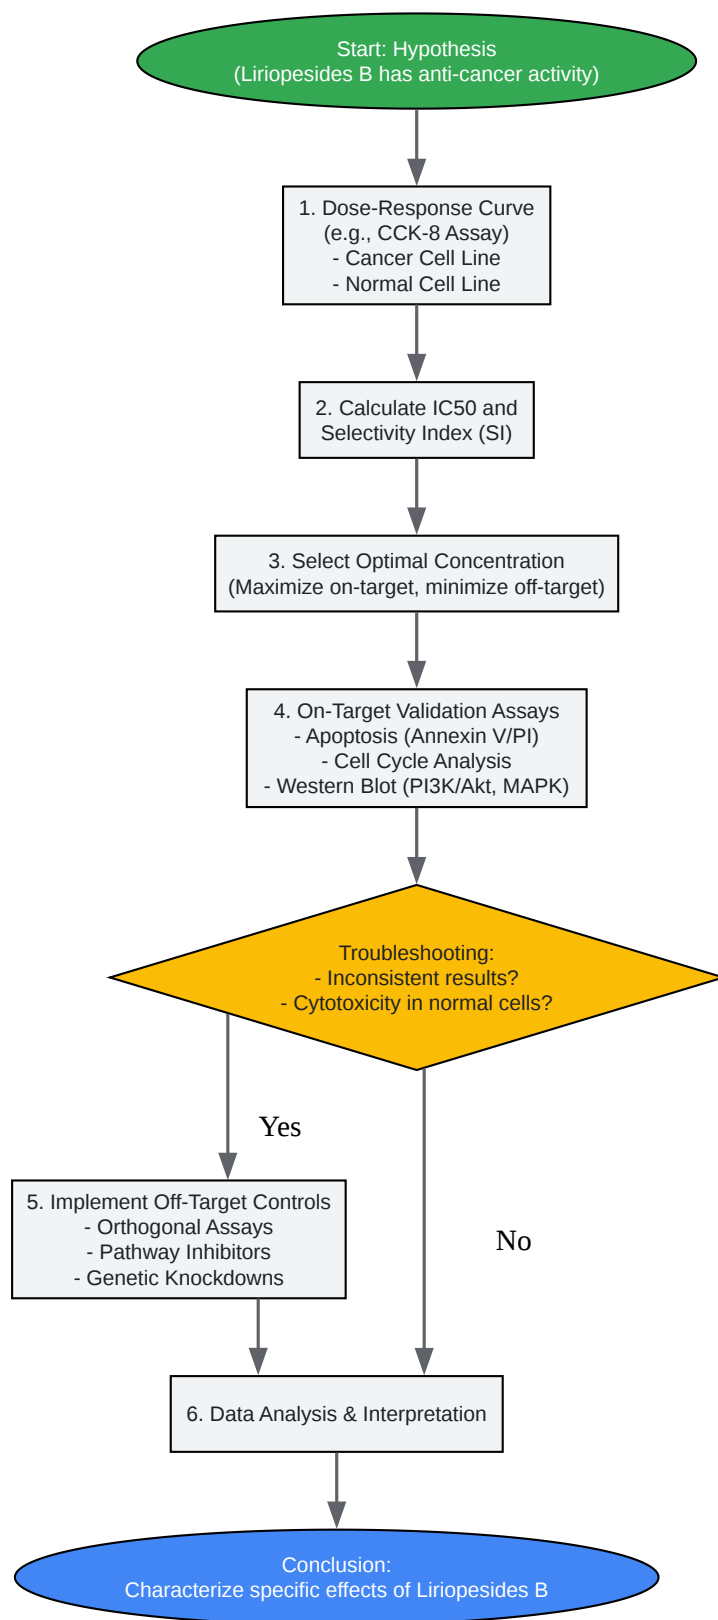 Start: Hypothesis
(Liriopesides B has anti-cancer activity)
1. Dose-Response Curve
(e.g., CCK-8 Assay)
- Cancer Cell Line
- Normal Cell Line
2. Calculate IC50 and
Selectivity Index (SI)
3. Select Optimal Concentration
(Maximize on-target, minimize off-target)
4. On-Target Validation Assays
- Apoptosis (Annexin V/PI)
- Cell Cycle Analysis
- Western Blot (PI3K/Akt, MAPK)
Troubleshooting:
- Inconsistent results?
- Cytotoxicity in normal cells?
Yes
5. Implement Off-Target Controls
- Orthogonal Assays
- Pathway Inhibitors
- Genetic Knockdowns
No
6. Data Analysis & Interpretation
Conclusion:
Characterize specific effects of Liriopesides B